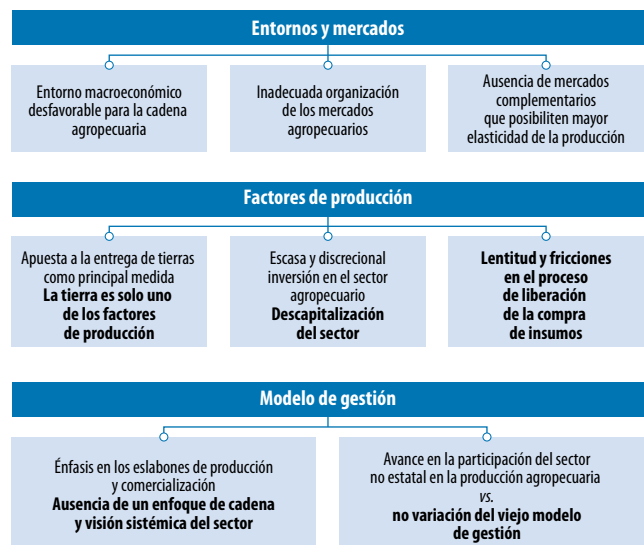 Entornos y mercados
Entorno macroeconómico
desfavorable para la cadena
agropecuaria
Inadecuada organización
de los mercados
agropecuarios
Ausencia de mercados
complementarios
que posibiliten mayor
elasticidad de la producción
Factores de producción
Apuesta a la entrega de tierras
como principal medida
La tierra es solo uno
de los factores
de producción
Escasa y discrecional
inversión en el sector
agropecuario
Descapitalización
del sector
Lentitud y fricciones
en el proceso
de liberación
de la compra
de insumos
Modelo de gestión
Énfasis en los eslabones de producción
y comercialización
Ausencia de un enfoque de cadena
y visión sistémica del sector
Avance en la participación del sector
no estatal en la producción agropecuaria
vs.
no variación del viejo modelo
de gestión